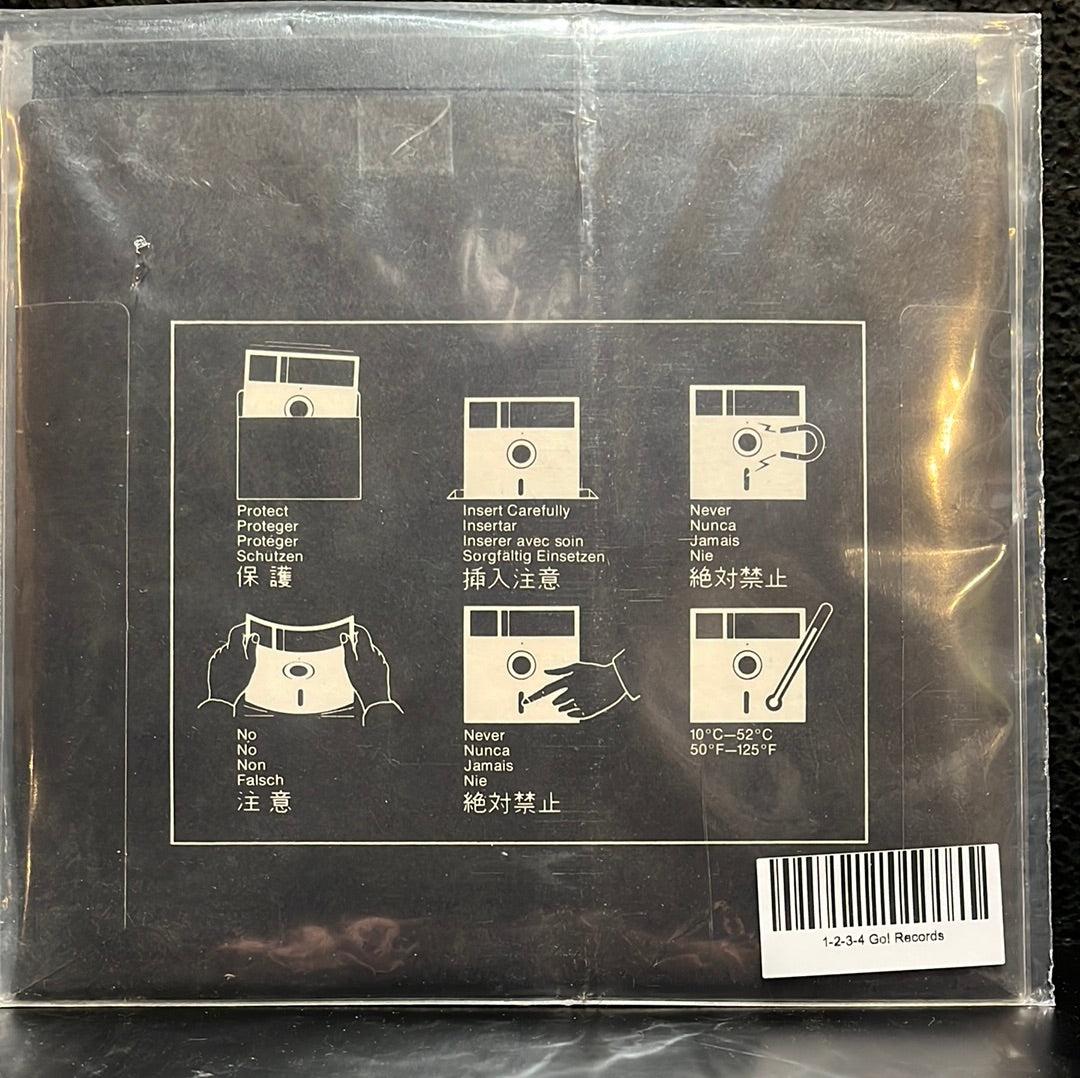 Protect
Proteger
Protéger
Schutzen
保護
Insert Carefully
Insertar
Inserer avec soin
Sorgfältig Einsetzen
挿入注意
Never
Nunca
Jamais
Nie
絶対禁止
No
No
Non
Falsch
注意
Never
Nunca
Jamais
Nie
絶対禁止
10°C—52°C
50°F—125°F
1-2-3-4 Go! Records